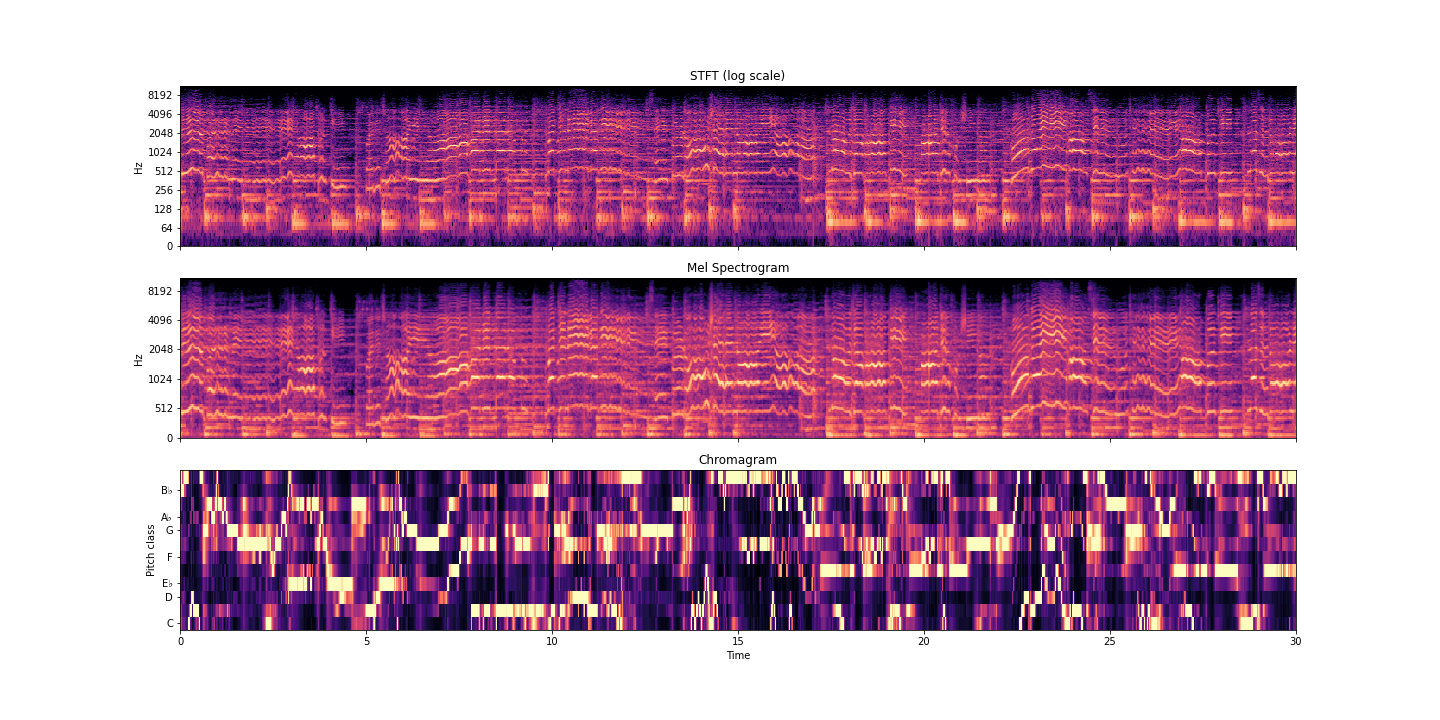 STFT (log scale)
8192
4096
2048
1024
512
256
128
64
0
Hz
Mel Spectrogram
8192
4096
2048
1024
512
0
Hz
Chromagram
B♭
A♭
G
F
E♭
D
C
Pitch class
0 5 10 15 20 25 30
Time